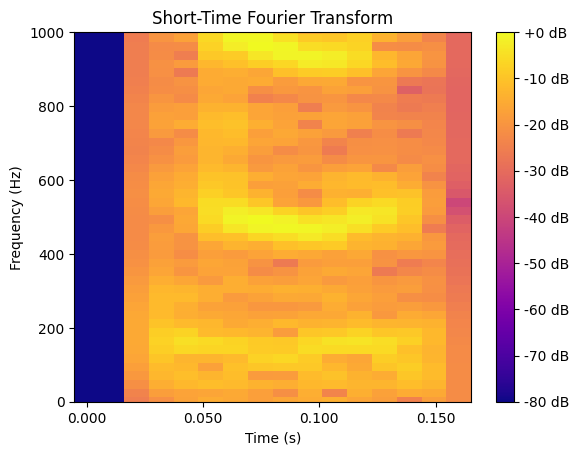 Short-Time Fourier Transform
1000
800
600
400
200
0
Frequency (Hz)
0.000
0.050
0.100
0.150
Time (s)
+0 dB
-10 dB
-20 dB
-30 dB
-40 dB
-50 dB
-60 dB
-70 dB
-80 dB